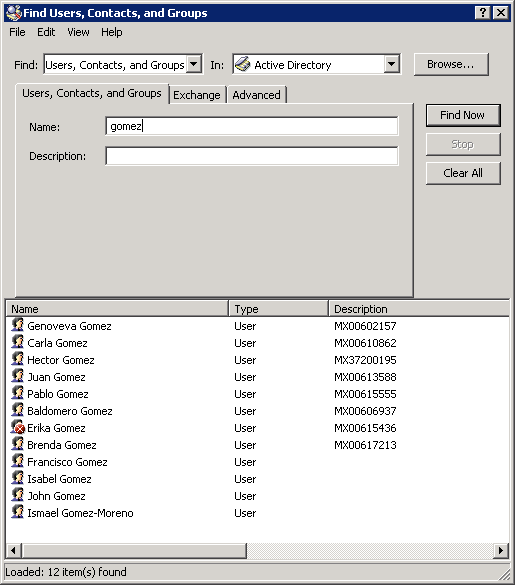 Find Users, Contacts, and Groups
File Edit View Help
Find: Users, Contacts, and Groups In: Active Directory Browse...
Users, Contacts, and Groups Exchange Advanced
Find Now
Name: gomez
Stop
Description:
Clear All
Name Type Description
Genoveva Gomez User MX00602157
Carla Gomez User MX00610862
Hector Gomez User MX37200195
Juan Gomez User MX00613588
Pablo Gomez User MX00615555
Baldomero Gomez User MX00606937
Erika Gomez User MX00615436
Brenda Gomez User MX00617213
Francisco Gomez User
Isabel Gomez User
John Gomez User
Ismael Gomez-Moreno User
Loaded: 12 item(s) found